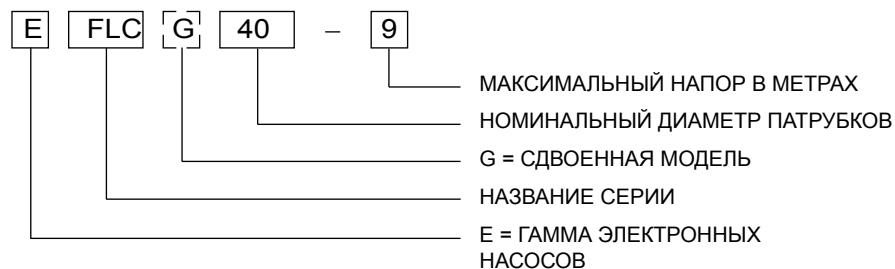 E FLC G 40 – 9
МАКСИМАЛЬНЫЙ НАПОР В МЕТРАХ
НОМИНАЛЬНЫЙ ДИАМЕТР ПАТРУБКОВ
G = СДВОЕННАЯ МОДЕЛЬ
НАЗВАНИЕ СЕРИИ
E = ГАММА ЭЛЕКТРОННЫХ
НАСОСОВ